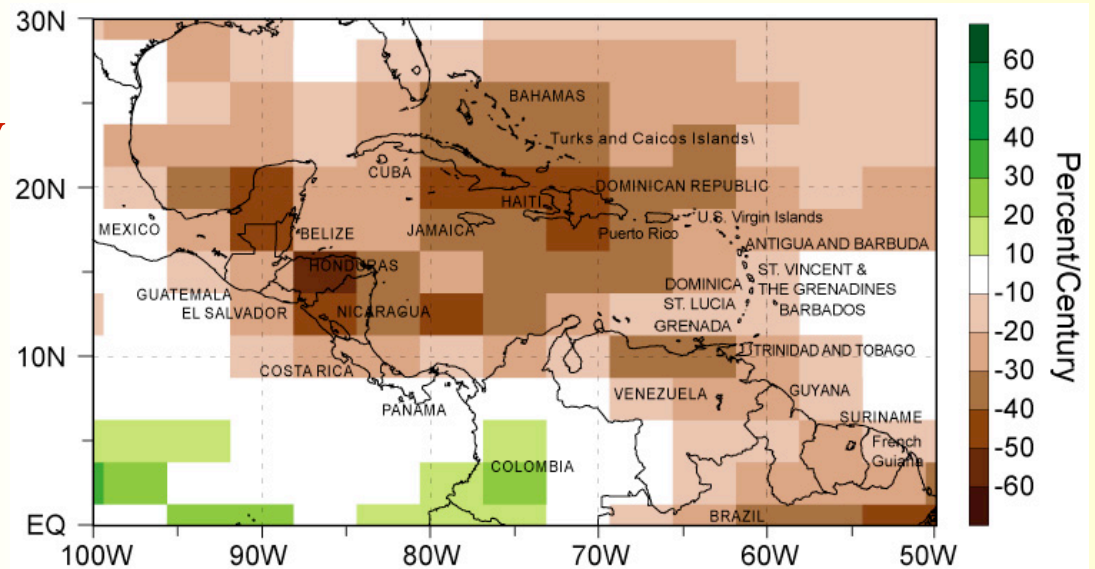 30N
20N
10N
EQ
100W
90W
80W
70W
60W
50W
BAHAMAS
Turks and Caicos Islands\
CUBA
DOMINICAN REPUBLIC
HAITI
U.S. Virgin Islands
MEXICO
BELIZE
JAMAICA
Puerto Rico
ANTIGUA AND BARBUDA
HONDURAS
DOMINICA
ST. VINCENT &
THE GRENADINES
GUATEMALA
ST. LUCIA
BARBADOS
EL SALVADOR
NICARAGUA
GRENADA
TRINIDAD AND TOBAGO
COSTA RICA
VENEZUELA
GUYANA
PANAMA
SURINAME
French
Guiana
COLOMBIA
BRAZIL
60
50
40
30
20
10
-10
-20
-30
-40
-50
-60
Percent/Century